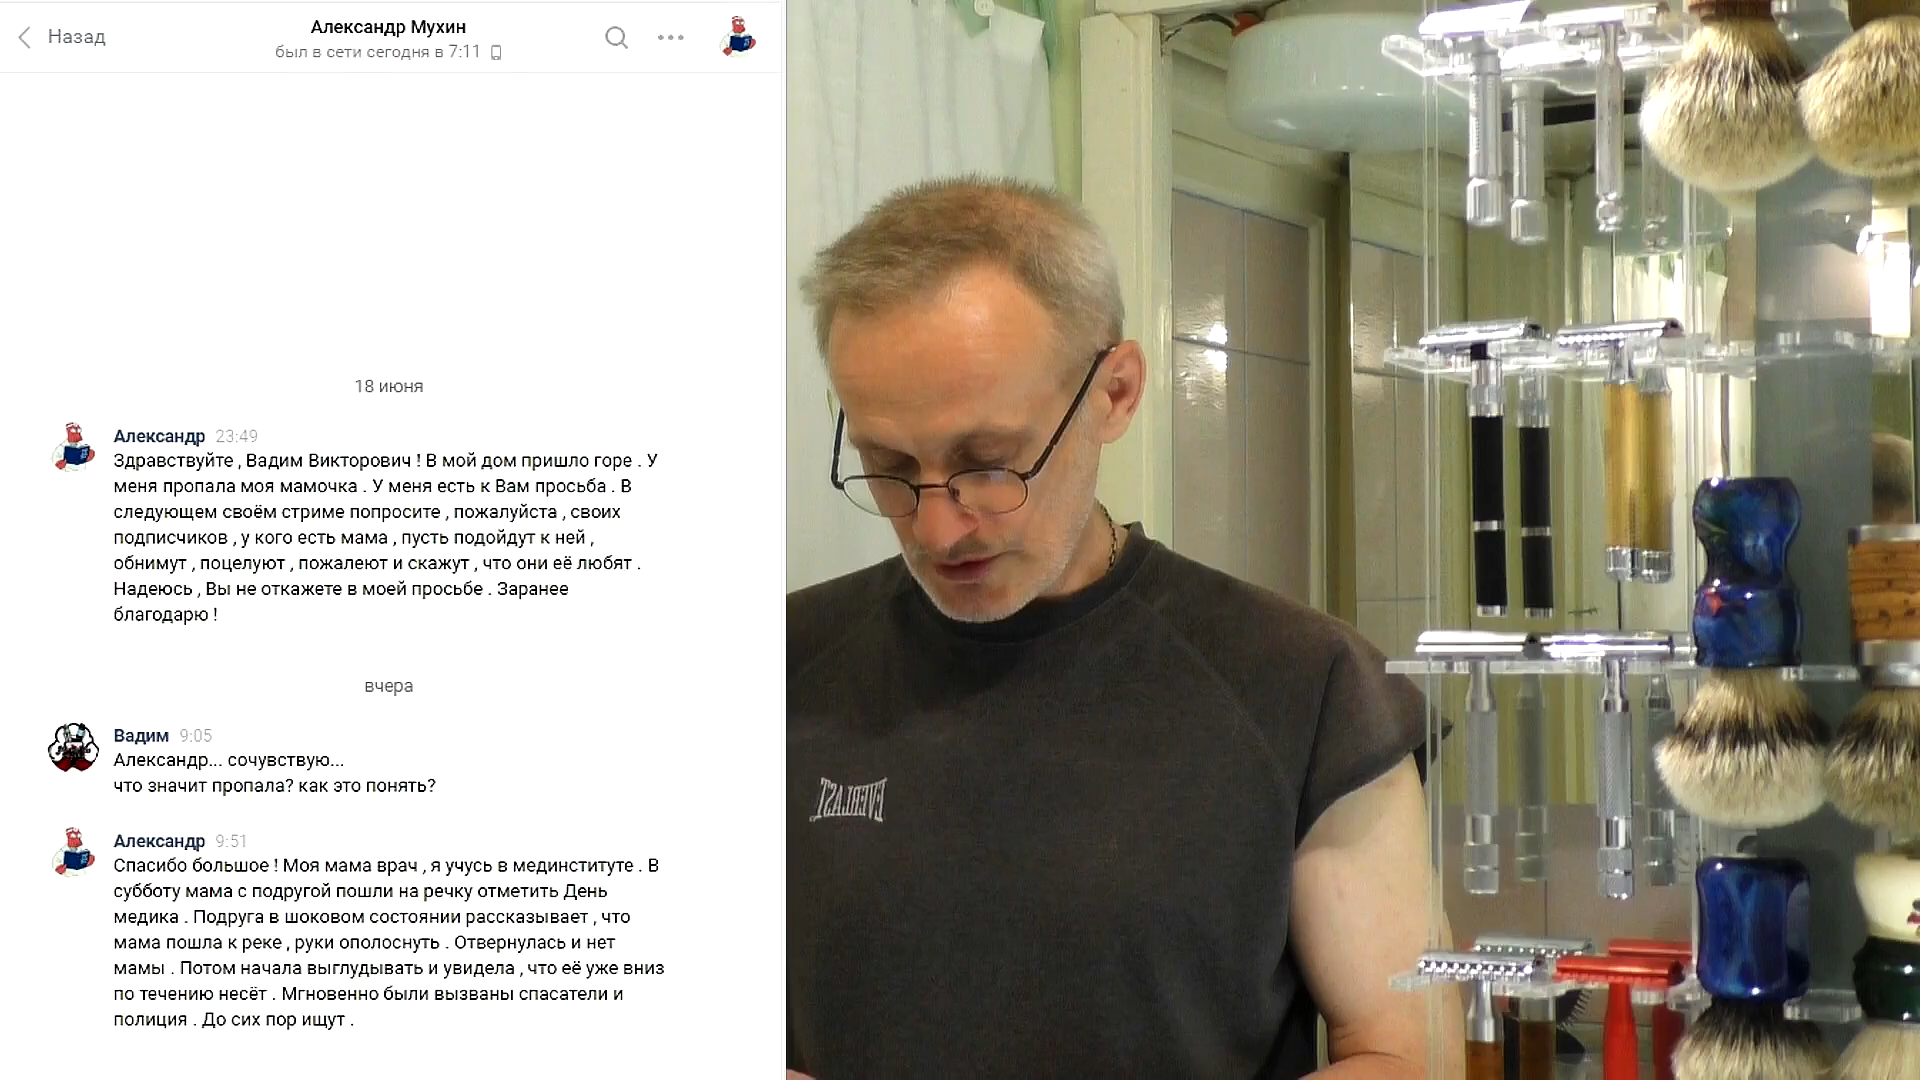 Назад
Александр Мухин
был в сети сегодня в 7:11
18 июня
Александр 23:49
Здравствуйте , Вадим Викторович ! В мой дом пришло горе . У
меня пропала моя мамочка . У меня есть к Вам просьба . В
следующем своём стриме попросите , пожалуйста , своих
подписчиков , у кого есть мама , пусть подойдут к ней ,
обнимут , поцелуют , пожалеют и скажут , что они её любят .
Надеюсь , Вы не откажете в моей просьбе . Заранее
благодарю !
вчера
Вадим 9:05
Александр... сочувствую...
что значит пропала? как это понять?
Александр 9:51
Спасибо большое ! Моя мама врач , я учусь в мединституте . В
субботу мама с подругой пошли на речку отметить День
медика . Подруга в шоковом состоянии рассказывает , что
мама пошла к реке , руки ополоснуть . Отвернулась и нет
мамы . Потом начала выглудывать и увидела , что её уже вниз
по течению несёт . Мгновенно были вызваны спасатели и
полиция . До сих пор ищут .
EVERLAST